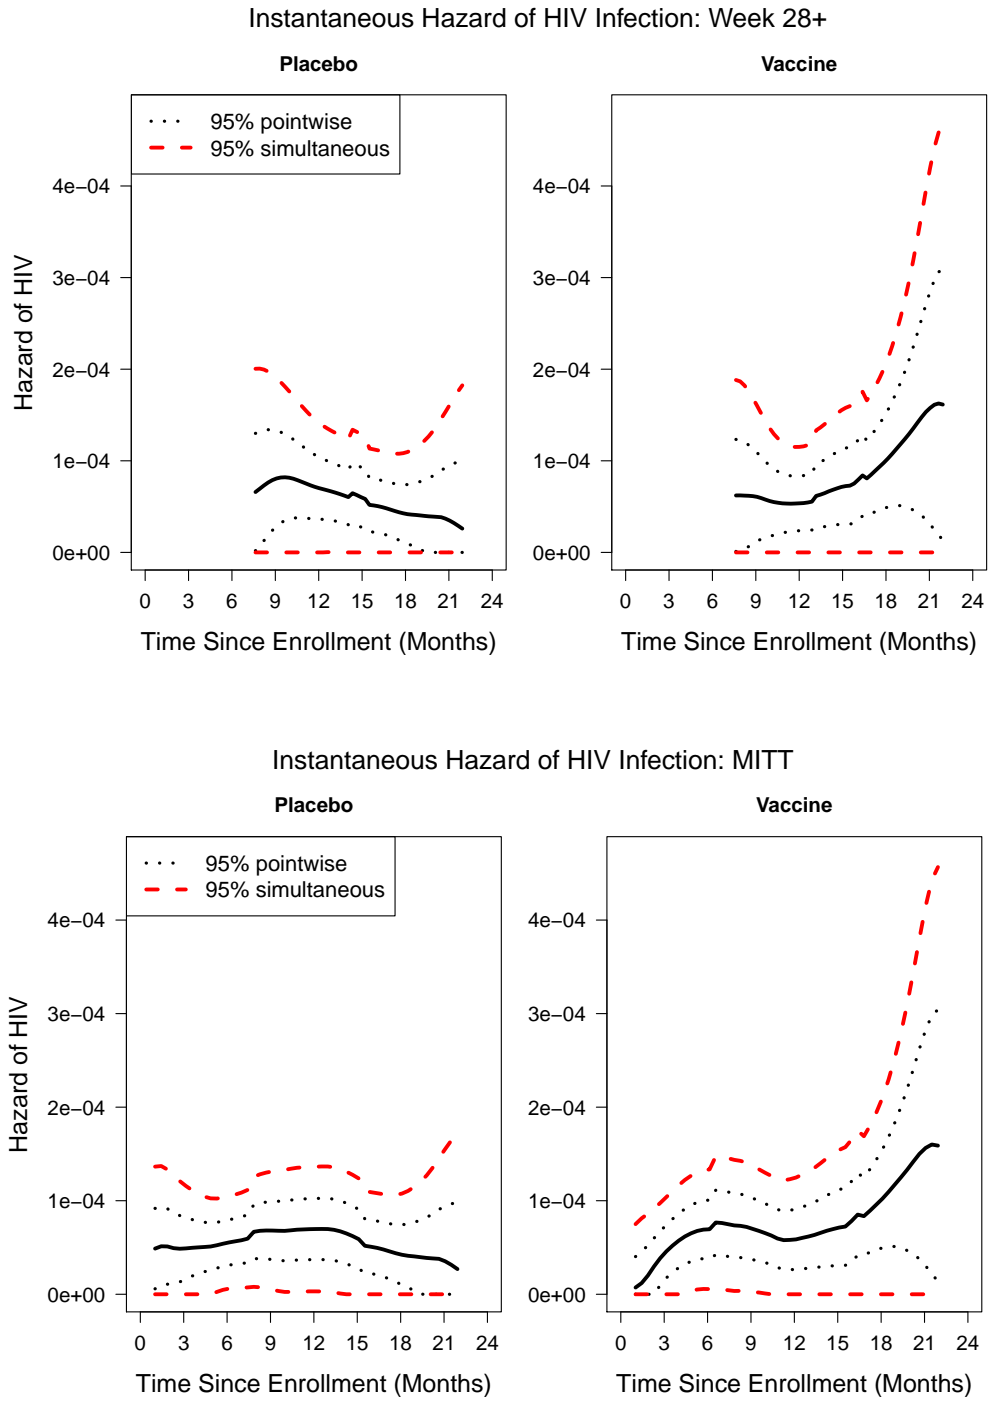 Instantaneous Hazard of HIV Infection: Week 28+
Placebo
Vaccine
95% pointwise
95% simultaneous
Hazard of HIV
4e−04
3e−04
2e−04
1e−04
0e+00
0 3 6 9 12 15 18 21 24
Time Since Enrollment (Months)
4e−04
3e−04
2e−04
1e−04
0e+00
0 3 6 9 12 15 18 21 24
Time Since Enrollment (Months)
Instantaneous Hazard of HIV Infection: MITT
Placebo
Vaccine
95% pointwise
95% simultaneous
Hazard of HIV
4e−04
3e−04
2e−04
1e−04
0e+00
0 3 6 9 12 15 18 21 24
Time Since Enrollment (Months)
4e−04
3e−04
2e−04
1e−04
0e+00
0 3 6 9 12 15 18 21 24
Time Since Enrollment (Months)